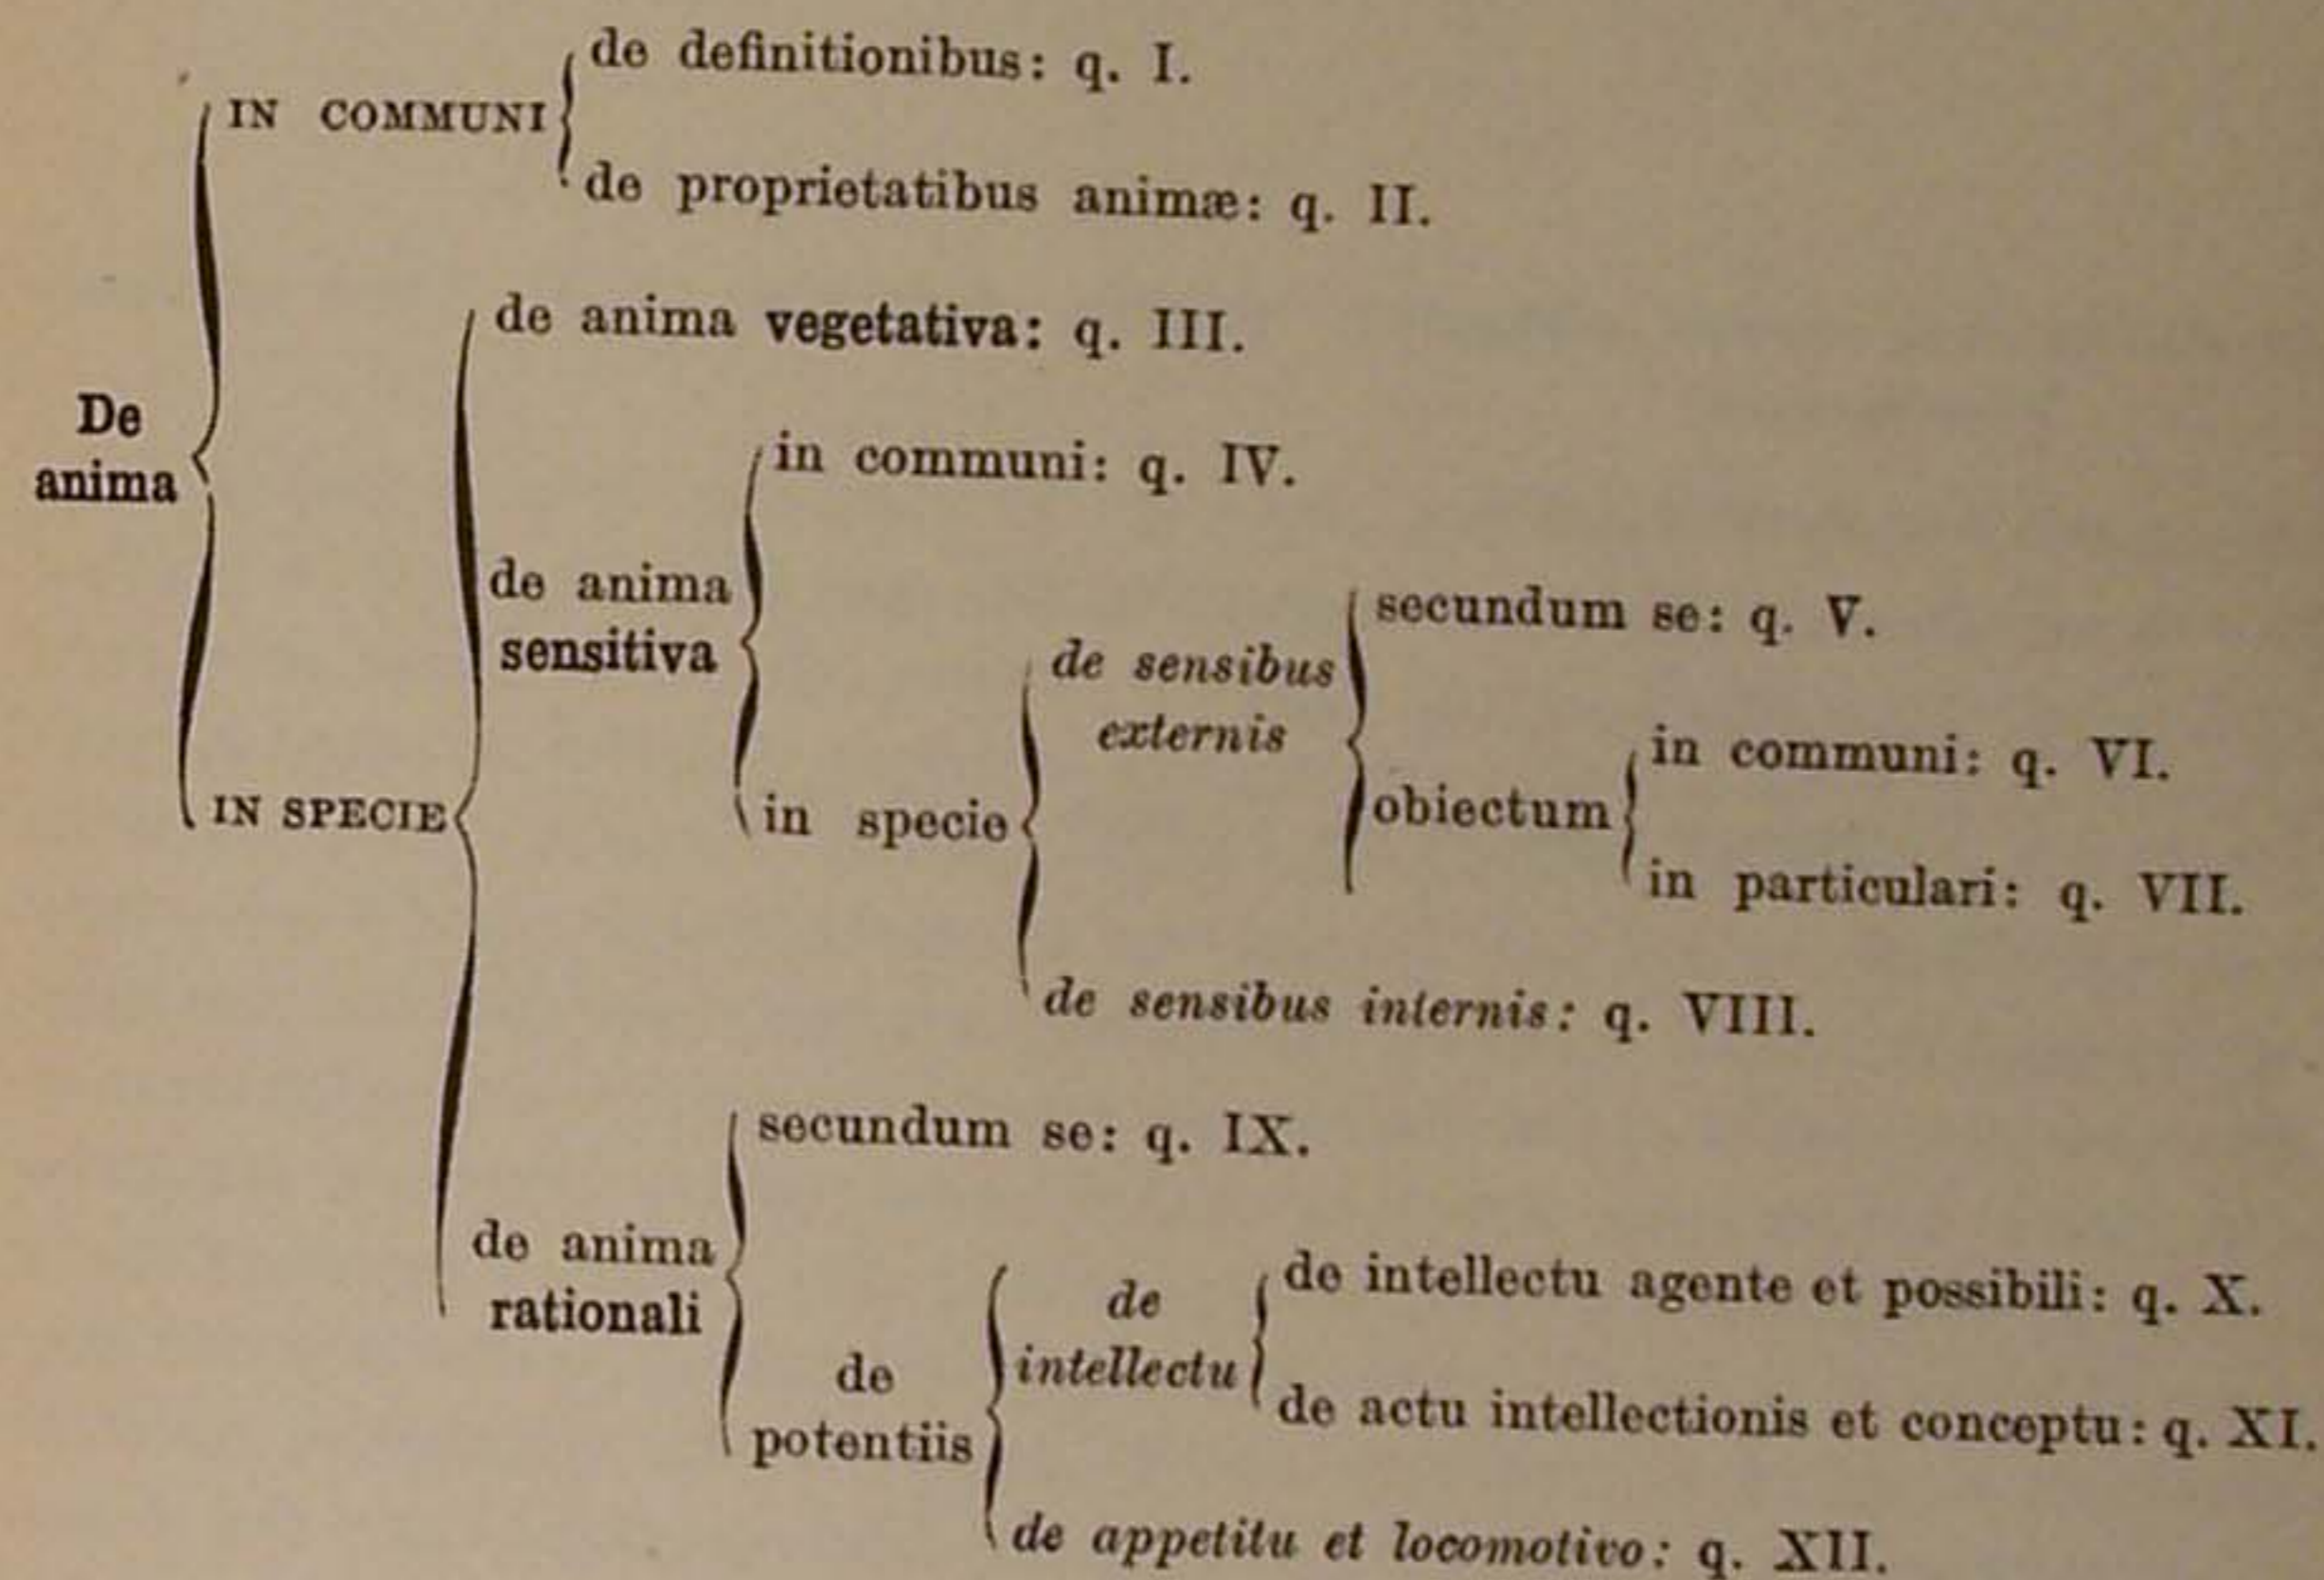 de definitionibus: q. I.
IN COMMUNI
de proprietatibus animæ: q. II.
de anima vegetativa: q. III.
De
anima
in communi: q. IV.
de anima
sensitiva
secundum se: q. V.
de sensibus
externis
in communi: q. VI.
obiectum
in particulari: q. VII.
IN SPECIE
in specie
de sensibus internis: q. VIII.
secundum se: q. IX.
de anima
rationali
de intellectu agente et possibili: q. X.
de
intellectu
de actu intellectionis et conceptu: q. XI.
de
potentiis
de appetitu et locomotivo: q. XII.